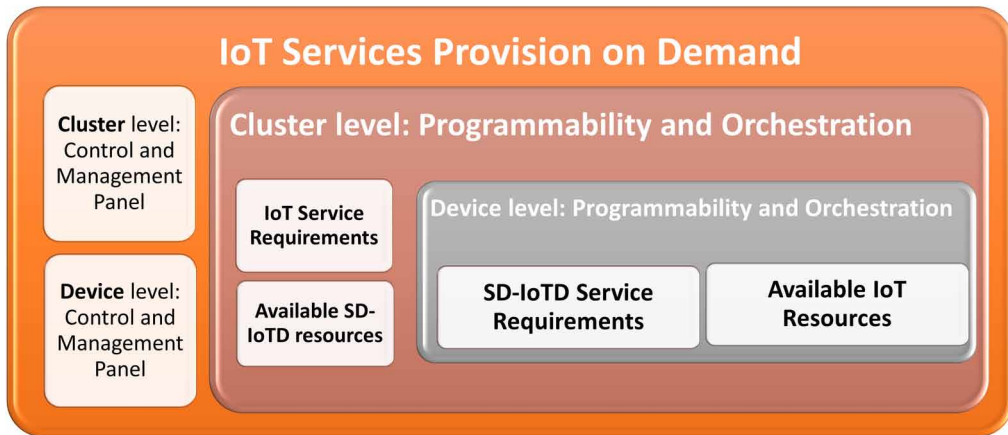 IoT Services Provision on Demand
Cluster level:
Control and
Management
Panel
Device level:
Control and
Management
Panel
Cluster level: Programmability and Orchestration
IoT Service
Requirements
Available SD-
IoTD resources
Device level: Programmability and Orchestration
SD-IoTD Service
Requirements
Available IoT
Resources